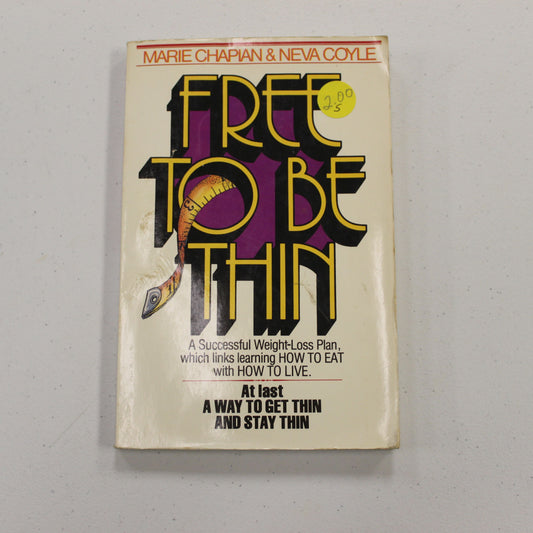 MARIE CHAPIAN & NEVA COYLE
FREE
2.00
5
TO BE
THIN
A Successful Weight-Loss Plan,
which links learning HOW TO EAT
with HOW TO LIVE.
At last
A WAY TO GET THIN
AND STAY THIN